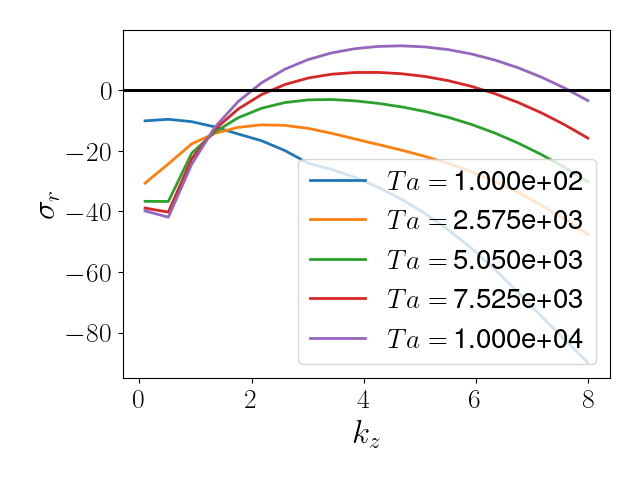 0
−20
−40
−60
−80
σ_r
Ta = 1.000e+02
Ta = 2.575e+03
Ta = 5.050e+03
Ta = 7.525e+03
Ta = 1.000e+04
0 2 4 6 8
k_z